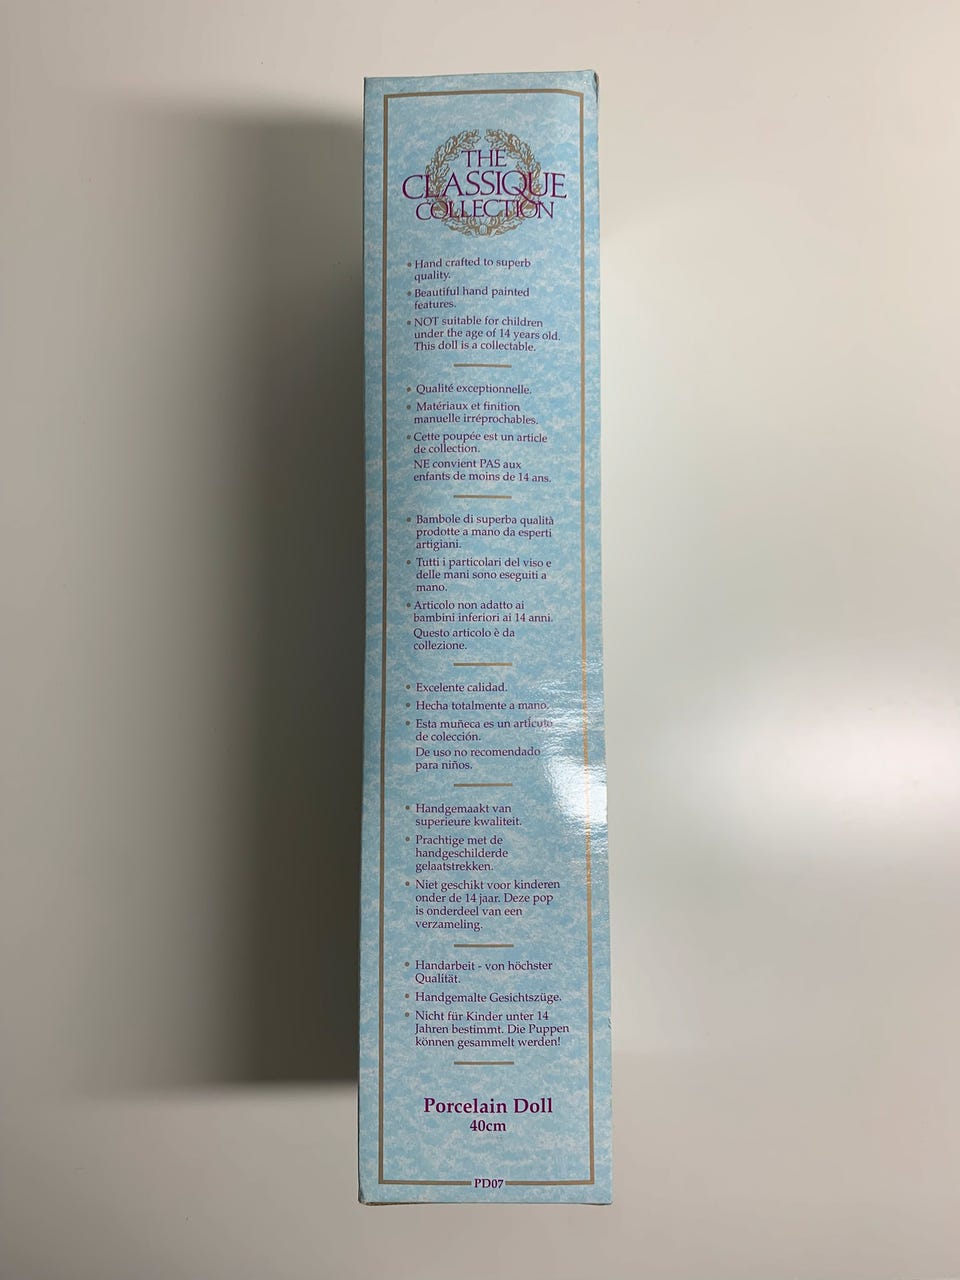 THE
CLASSIQUE
COLLECTION
• Hand crafted to superb
quality.
• Beautiful hand painted
features.
• NOT suitable for children
under the age of 14 years old.
This doll is a collectable.
• Qualité exceptionnelle.
• Matériaux et finition
manuelle irréprochables.
• Cette poupée est un article
de collection.
NE convient PAS aux
enfants de moins de 14 ans.
• Bambole di superba qualità
prodotte a mano da esperti
artigiani.
• Tutti i particolari del viso e
delle mani sono eseguiti a
mano.
• Articolo non adatto ai
bambini inferiori ai 14 anni.
Questo articolo è da
collezione.
• Excelente calidad.
• Hecha totalmente a mano.
• Esta muñeca es un artículo
de colección.
De uso no recomendado
para niños.
• Handgemaakt van
superieure kwaliteit.
• Prachtige met de
handgeschilderde
gelaatstrekken.
• Niet geschikt voor kinderen
onder de 14 jaar. Deze pop
is onderdeel van een
verzameling.
• Handarbeit - von höchster
Qualität.
• Handgemalte Gesichtszüge.
• Nicht für Kinder unter 14
Jahren bestimmt. Die Puppen
können gesammelt werden!
Porcelain Doll
40cm
PD07